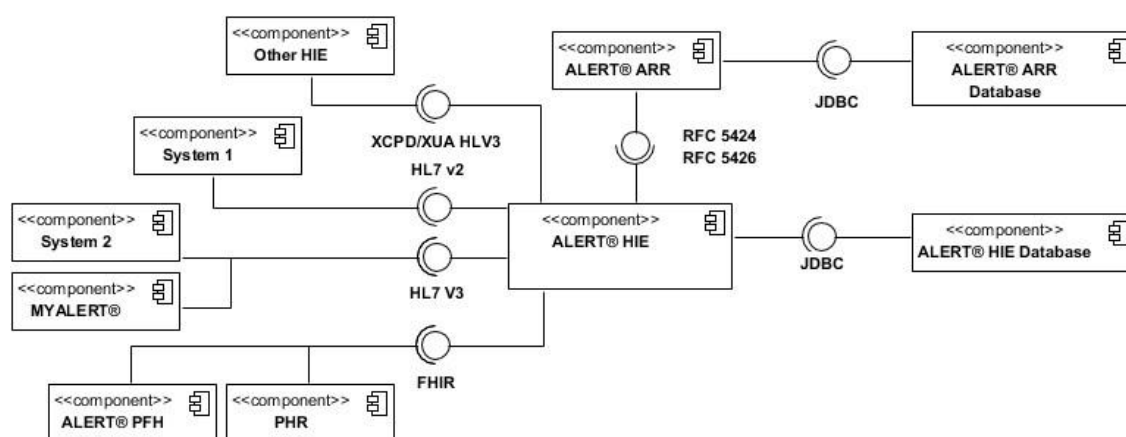 <<component>>
Other HIE
<<component>>
ALERT® ARR
<<component>>
ALERT® ARR
Database
JDBC
<<component>>
System 1
XCPD/XUA HLV3
HL7 v2
RFC 5424
RFC 5426
<<component>>
System 2
<<component>>
ALERT® HIE
<<component>>
ALERT® HIE Database
JDBC
<<component>>
MYALERT®
HL7 V3
FHIR
<<component>>
ALERT® PFH
<<component>>
PHR